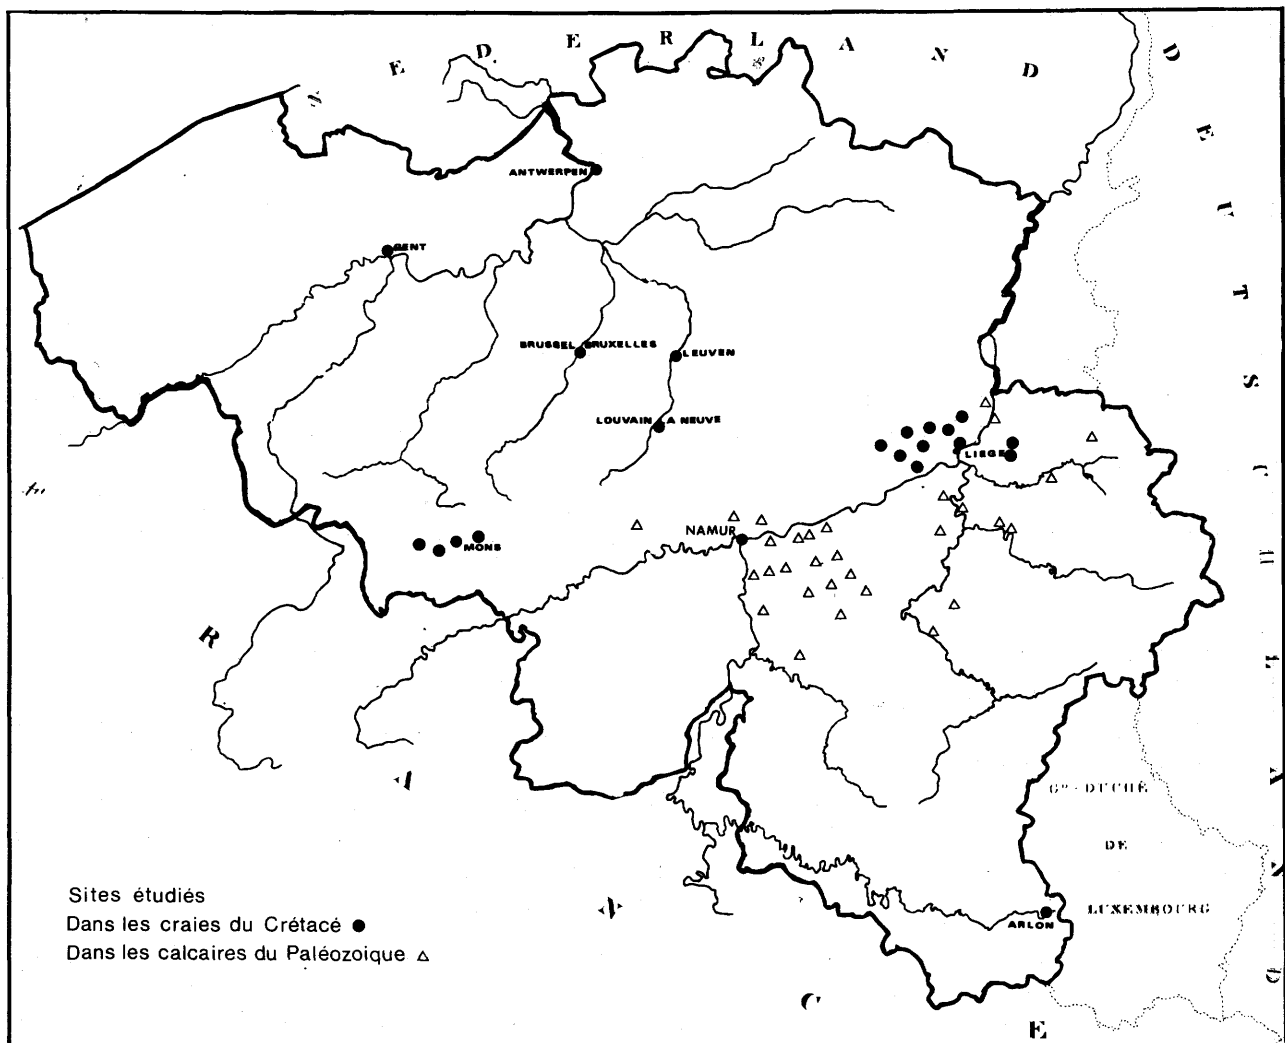 E D E R L A N D
D E U T S C H L A N D
ANTWERPEN
GENT
BRUSSEL BRUXELLES
LEUVEN
LOUVAIN LA NEUVE
LIEGE
NAMUR
MONS
R A N C E
Gᴰ-DUCHÉ
DE
LUXEMBOURG
ARLON
Sites étudiés
Dans les craies du Crétacé
Dans les calcaires du Paléozoique